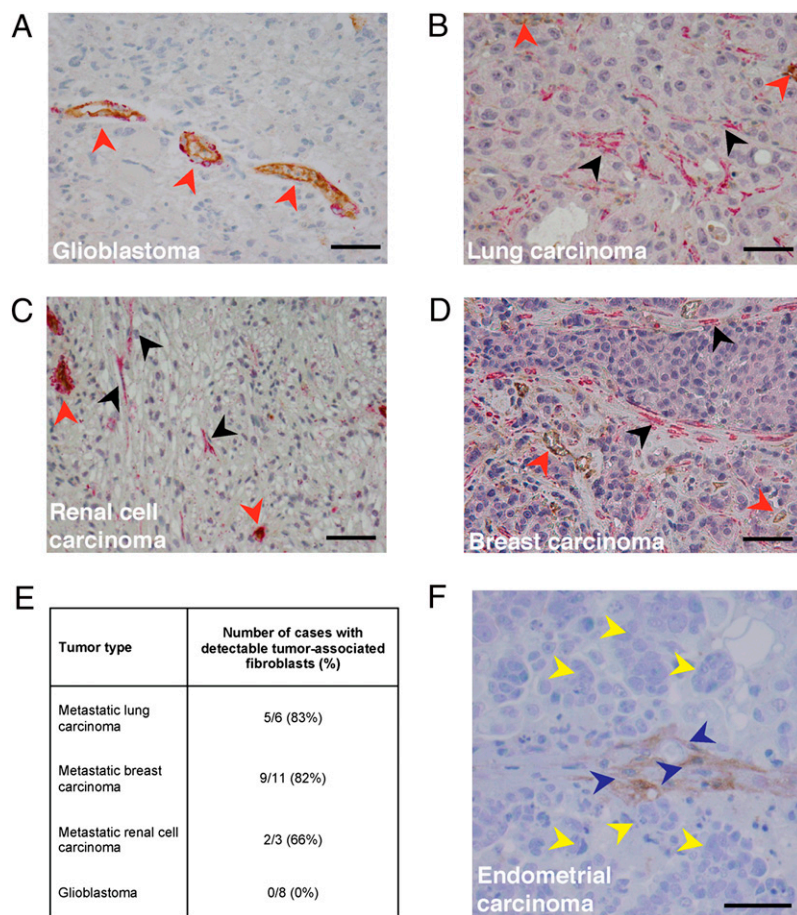 A
Glioblastoma
B
Lung carcinoma
C
Renal cell
carcinoma
D
Breast carcinoma
E
Tumor type
Number of cases with
detectable tumor-associated
fibroblasts (%)
Metastatic lung
carcinoma
5/6 (83%)
Metastatic breast
carcinoma
9/11 (82%)
Metastatic renal cell
carcinoma
2/3 (66%)
Glioblastoma
0/8 (0%)
F
Endometrial
carcinoma